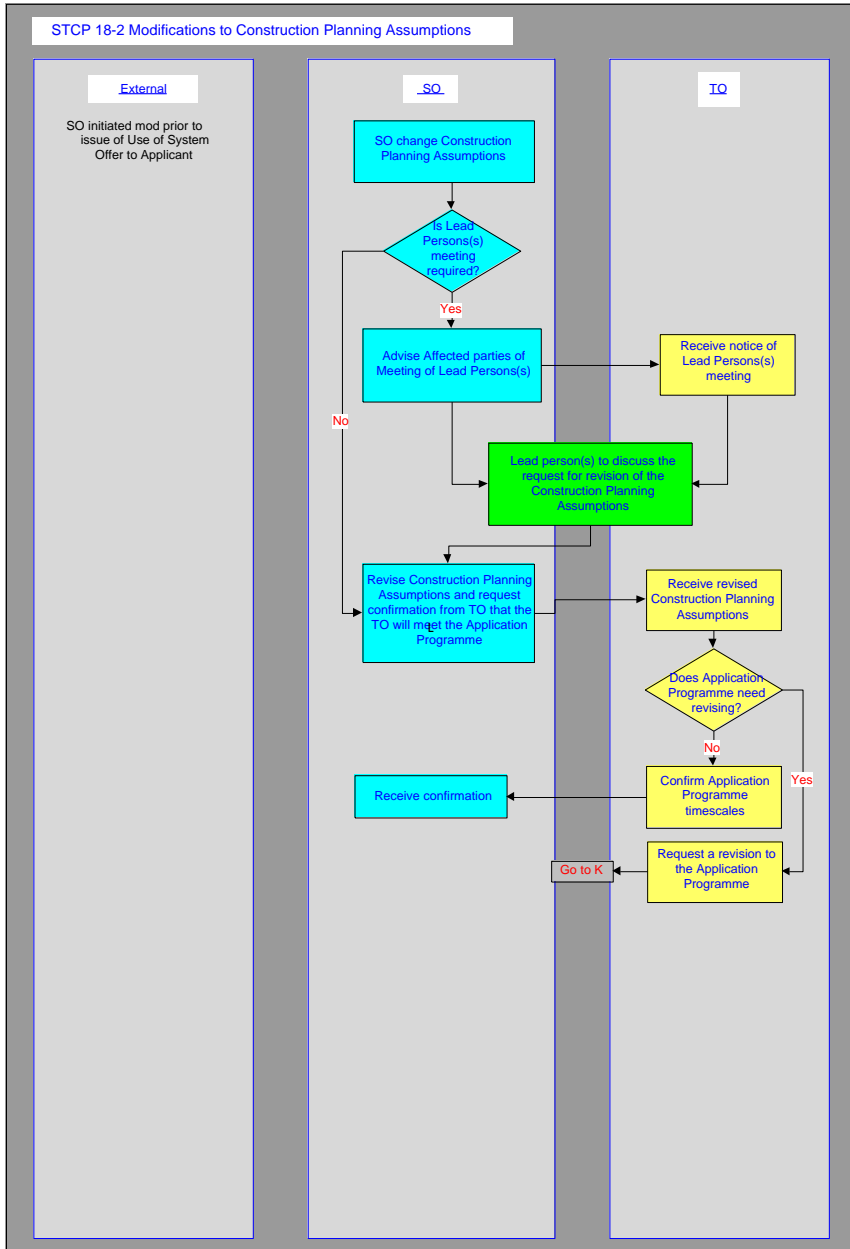 STCP 18-2 Modifications to Construction Planning Assumptions
External
SO
TO
SO initiated mod prior to
issue of Use of System
Offer to Applicant
SO change Construction
Planning Assumptions
Is Lead
Persons(s)
meeting
required?
Yes
No
Advise Affected parties of
Meeting of Lead Persons(s)
Receive notice of
Lead Persons(s)
meeting
Lead person(s) to discuss the
request for revision of the
Construction Planning
Assumptions
Revise Construction Planning
Assumptions and request
confirmation from TO that the
TO will meet the Application
Programme
L
Receive revised
Construction Planning
Assumptions
Does Application
Programme need
revising?
No
Yes
Confirm Application
Programme
timescales
Receive confirmation
Request a revision to
the Application
Programme
Go to K